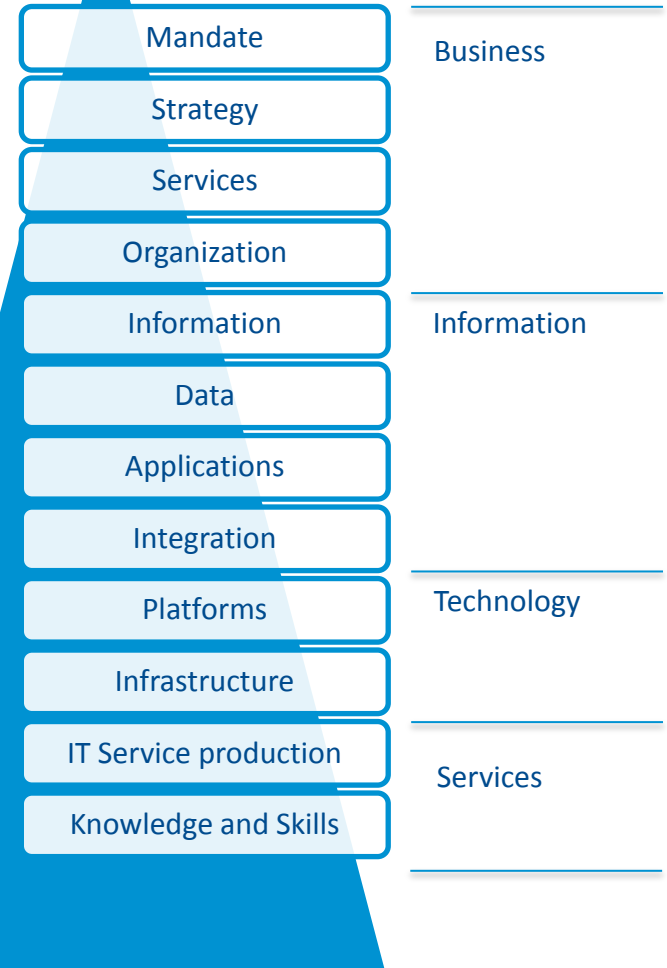 Mandate
Business
Strategy
Services
Organization
Information
Information
Data
Applications
Integration
Platforms
Technology
Infrastructure
IT Service production
Services
Knowledge and Skills